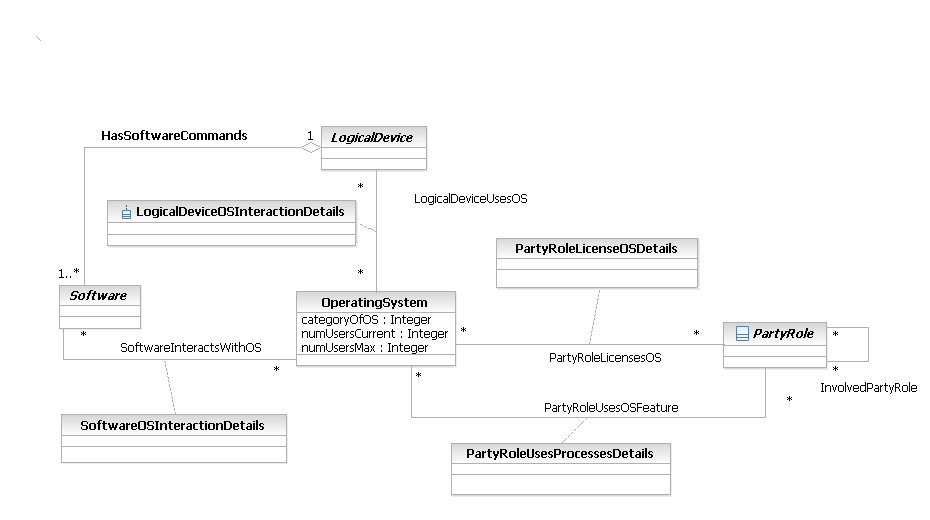 HasSoftwareCommands
1
LogicalDevice
*
LogicalDeviceUsesOS
LogicalDeviceOSInteractionDetails
PartyRoleLicenseOSDetails
1..*
*
Software
OperatingSystem
categoryOfOS : Integer
numUsersCurrent : Integer
numUsersMax : Integer
*
*
PartyRole
*
*
SoftwareInteractsWithOS
*
PartyRoleLicensesOS
*
*
InvolvedPartyRole
*
PartyRoleUsesOSFeature
SoftwareOSInteractionDetails
PartyRoleUsesProcessesDetails